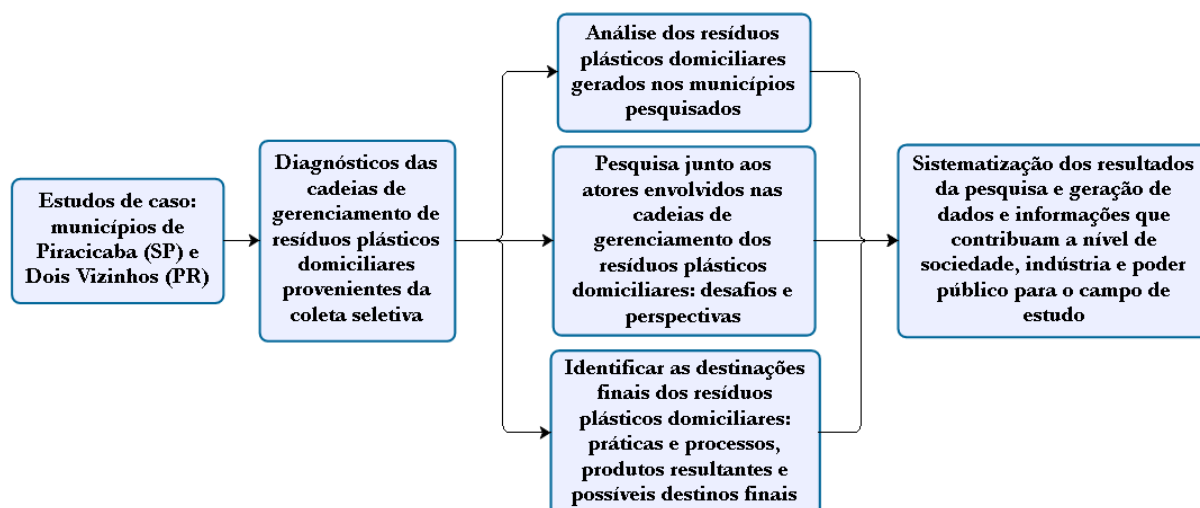 Estudos de caso:
municípios de
Piracicaba (SP) e
Dois Vizinhos (PR)
Diagnósticos das
cadeias de
gerenciamento de
resíduos plásticos
domiciliares
provenientes da
coleta seletiva
Análise dos resíduos
plásticos domiciliares
gerados nos municípios
pesquisados
Pesquisa junto aos
atores envolvidos nas
cadeias de
gerenciamento dos
resíduos plásticos
domiciliares: desafios e
perspectivas
Identificar as destinações
finais dos resíduos
plásticos domiciliares:
práticas e processos,
produtos resultantes e
possíveis destinos finais
Sistematização dos resultados
da pesquisa e geração de
dados e informações que
contribuam a nível de
sociedade, indústria e poder
público para o campo de
estudo